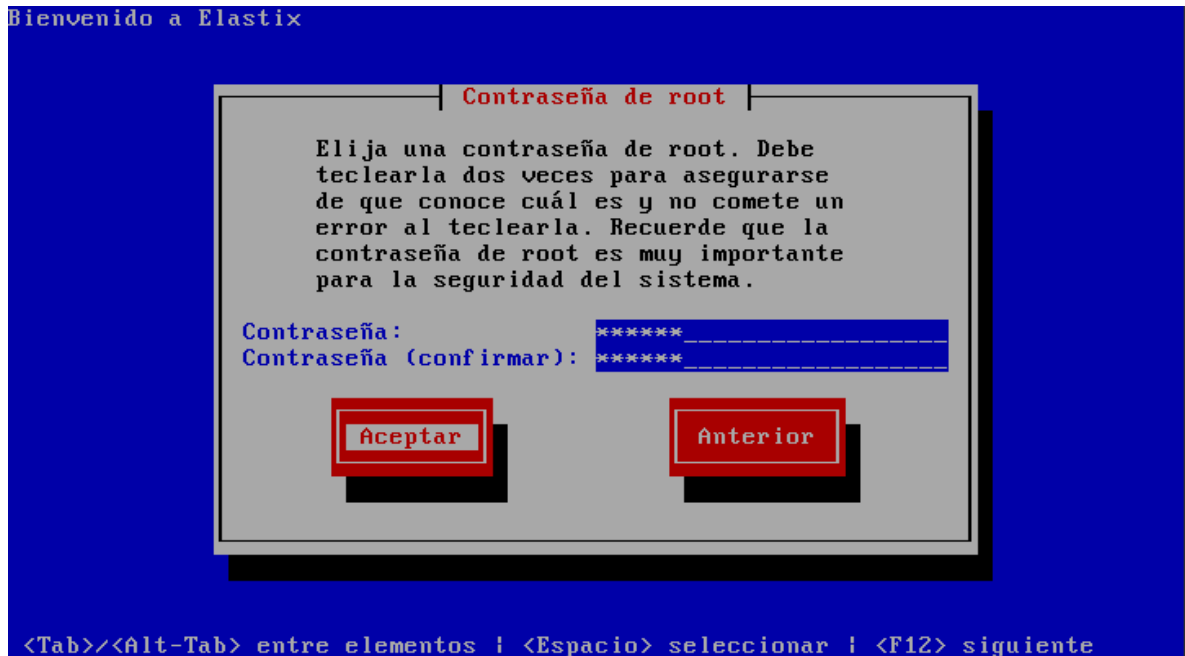 Bienvenido a Elastix
Contraseña de root
Elija una contraseña de root. Debe
teclearla dos veces para asegurarse
de que conoce cuál es y no comete un
error al teclearla. Recuerde que la
contraseña de root es muy importante
para la seguridad del sistema.
Contraseña: ******__________________
Contraseña (confirmar): ******__________________
Aceptar Anterior
<Tab>/<Alt-Tab> entre elementos | <Espacio> seleccionar | <F12> siguiente